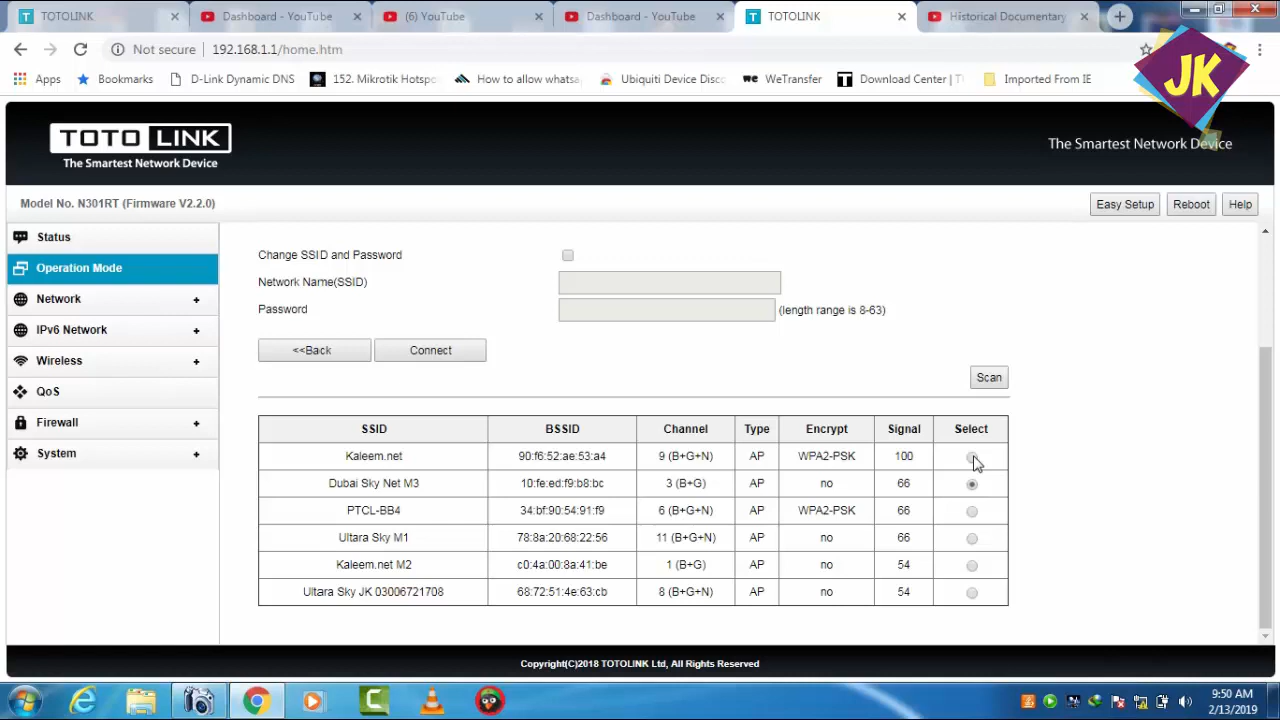 TOTOLINK
Dashboard - YouTube
(6) YouTube
Dashboard - YouTube
TOTOLINK
Historical Documentary
Not secure
192.168.1.1/home.htm
Apps
Bookmarks
D-Link Dynamic DNS
152. Mikrotik Hotsp
How to allow whatsa
Ubiquiti Device Disc
we WeTransfer
Download Center | T
Imported From IE
JK
TOTO LINK
The Smartest Network Device
The Smartest Network Device
Model No. N301RT (Firmware V2.2.0)
Easy Setup
Reboot
Help
Status
Operation Mode
Network +
IPv6 Network +
Wireless +
QoS
Firewall +
System +
Change SSID and Password
Network Name(SSID)
Password
(length range is 8-63)
<<Back
Connect
Scan
SSID BSSID Channel Type Encrypt Signal Select
Kaleem.net 90:f6:52:ae:53:a4 9 (B+G+N) AP WPA2-PSK 100
Dubai Sky Net M3 10:fe:ed:f9:b8:bc 3 (B+G) AP no 66
PTCL-BB4 34:bf:90:54:91:f9 6 (B+G+N) AP WPA2-PSK 66
Ultara Sky M1 78:8a:20:68:22:56 11 (B+G+N) AP no 66
Kaleem.net M2 c0:4a:00:8a:41:be 1 (B+G) AP no 54
Ultara Sky JK 03006721708 68:72:51:4e:63:cb 8 (B+G+N) AP no 54
Copyright(C)2018 TOTOLINK Ltd, All Rights Reserved
9:50 AM
2/13/2019